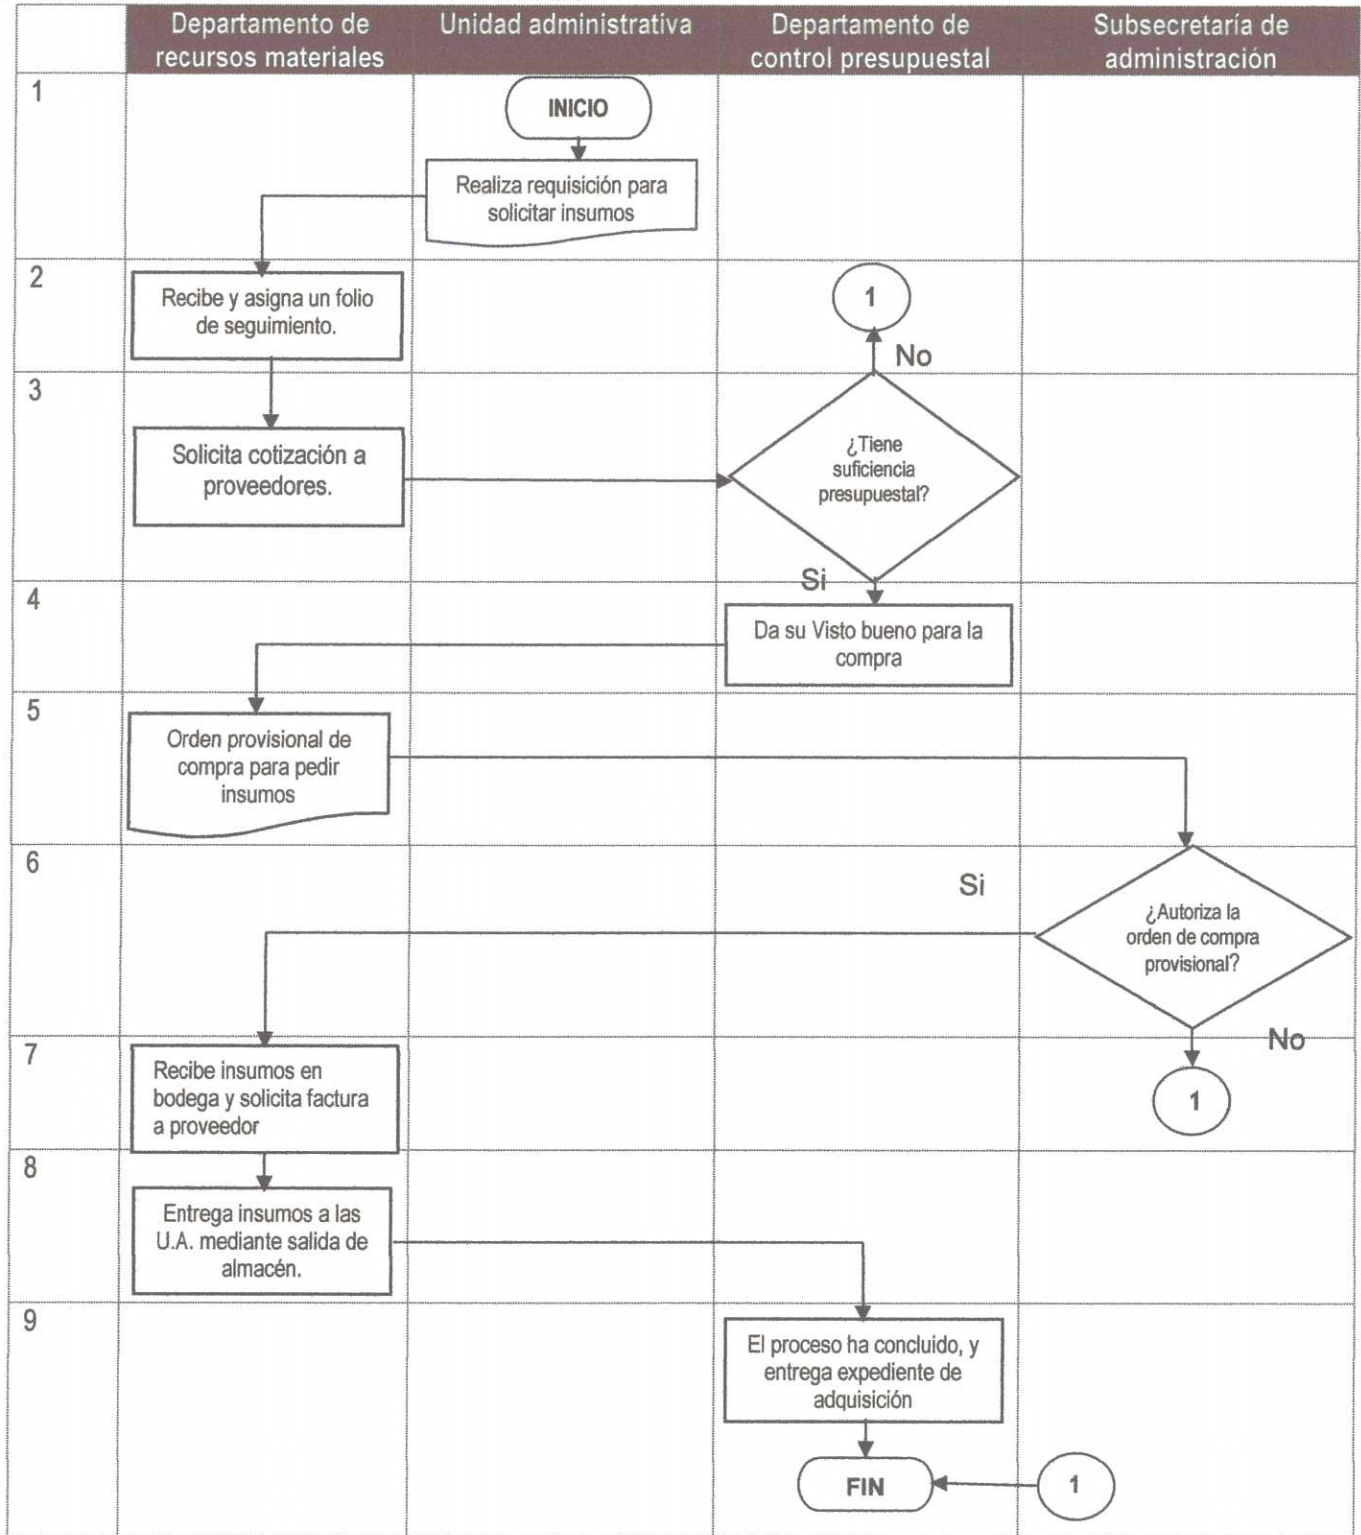 Departamento de
recursos materiales
Unidad administrativa
Departamento de
control presupuestal
Subsecretaría de
administración
1
INICIO
Realiza requisición para
solicitar insumos
2
Recibe y asigna un folio
de seguimiento.
1
No
3
Solicita cotización a
proveedores.
¿Tiene
suficiencia
presupuestal?
Si
4
Da su Visto bueno para la
compra
5
Orden provisional de
compra para pedir
insumos
6
Si
¿Autoriza la
orden de compra
provisional?
No
7
Recibe insumos en
bodega y solicita factura
a proveedor
1
8
Entrega insumos a las
U.A. mediante salida de
almacén.
9
El proceso ha concluido, y
entrega expediente de
adquisición
FIN
1